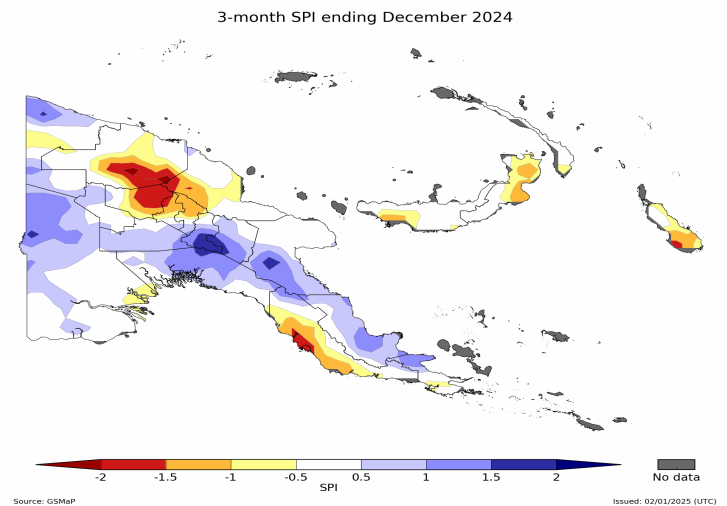 3-month SPI ending December 2024
-2 -1.5 -1 -0.5 0.5 1 1.5 2
No data
SPI
Source: GSMaP
Issued: 02/01/2025 (UTC)